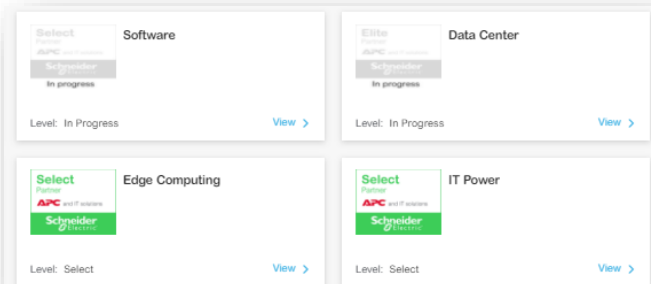 Select
Partner
APC and IT solutions
Schneider
Electric
In progress
Software
Level: In Progress
View
Elite
Partner
APC and IT solutions
Schneider
Electric
In progress
Data Center
Level: In Progress
View
Select
Partner
APC and IT solutions
Schneider
Electric
Edge Computing
Level: Select
View
Select
Partner
APC and IT solutions
Schneider
Electric
IT Power
Level: Select
View